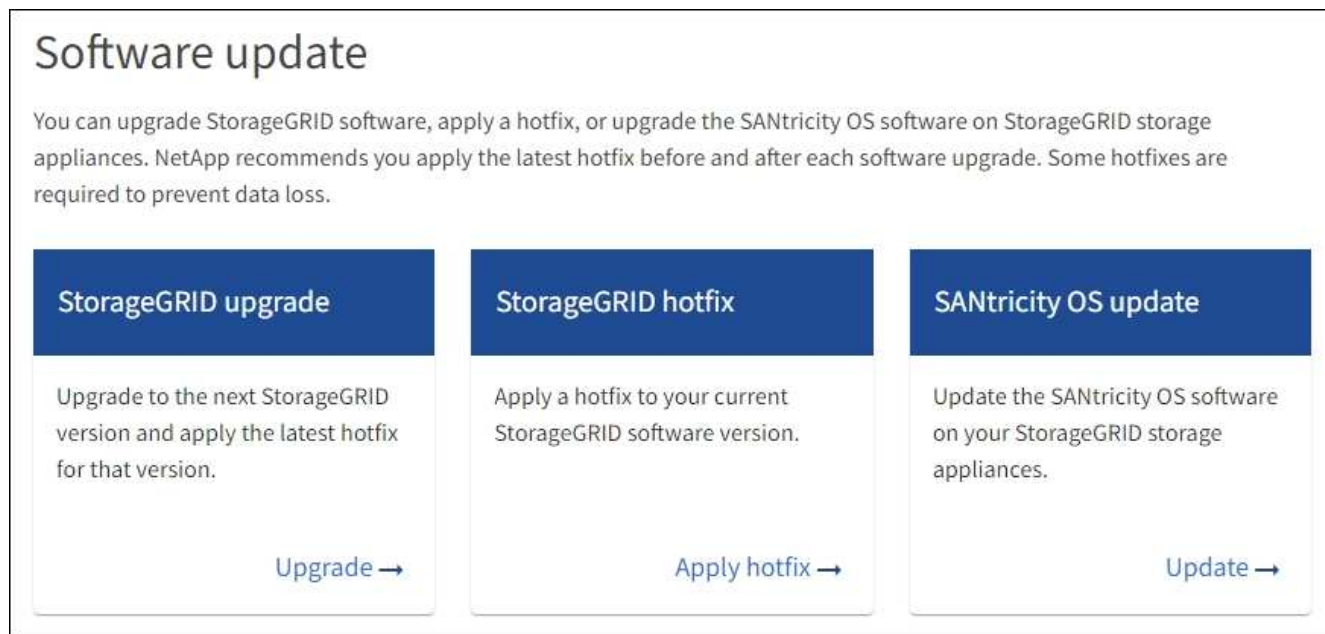 Software update
You can upgrade StorageGRID software, apply a hotfix, or upgrade the SANtricity OS software on StorageGRID storage
appliances. NetApp recommends you apply the latest hotfix before and after each software upgrade. Some hotfixes are
required to prevent data loss.
StorageGRID upgrade
Upgrade to the next StorageGRID
version and apply the latest hotfix
for that version.
Upgrade →
StorageGRID hotfix
Apply a hotfix to your current
StorageGRID software version.
Apply hotfix →
SANtricity OS update
Update the SANtricity OS software
on your StorageGRID storage
appliances.
Update →